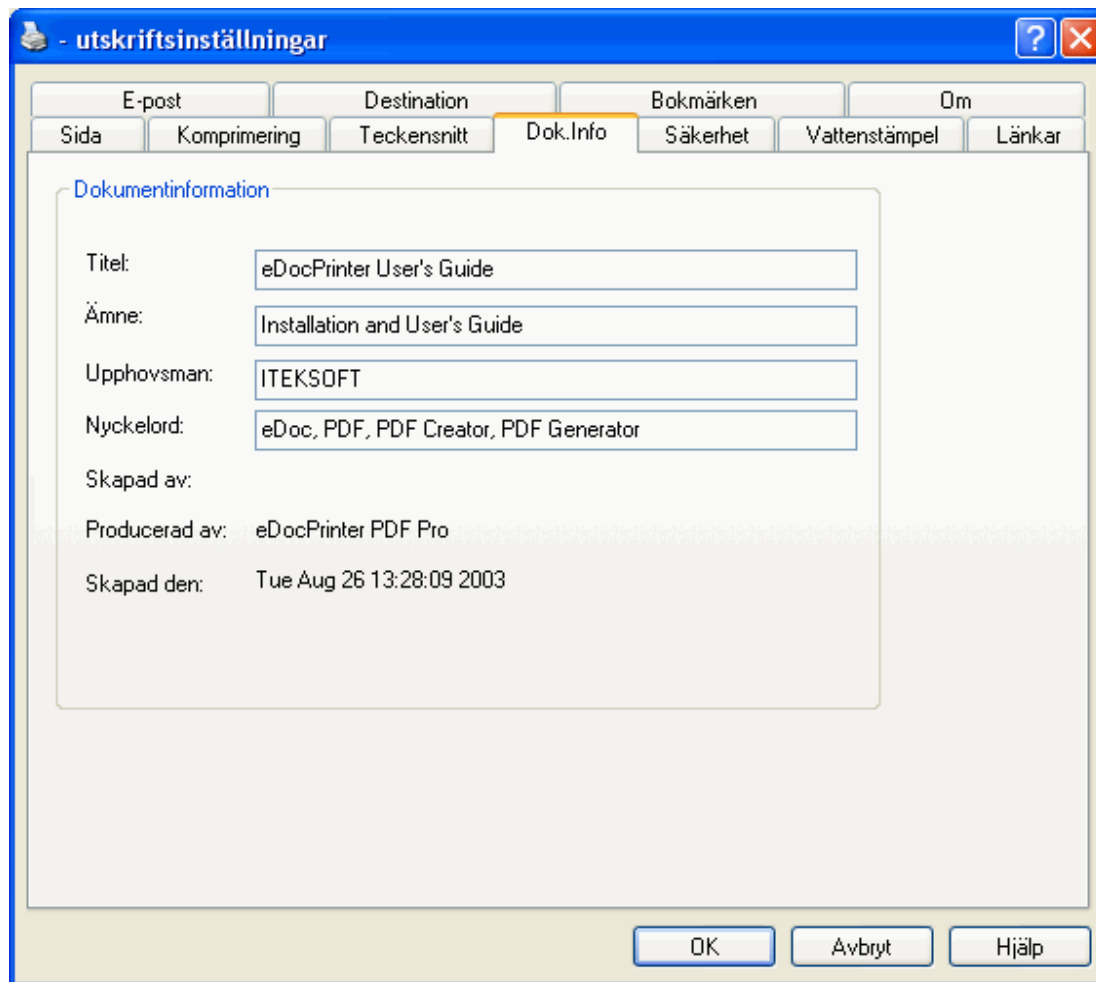 - utskriftsinställningar
E-post Destination Bokmärken Om
Sida Komprimering Teckensnitt Dok.Info Säkerhet Vattenstämpel Länkar
Dokumentinformation
Titel: eDocPrinter User's Guide
Ämne: Installation and User's Guide
Upphovsman: ITEKSOFT
Nyckelord: eDoc, PDF, PDF Creator, PDF Generator
Skapad av:
Producerad av: eDocPrinter PDF Pro
Skapad den: Tue Aug 26 13:28:09 2003
OK Avbryt Hjälp